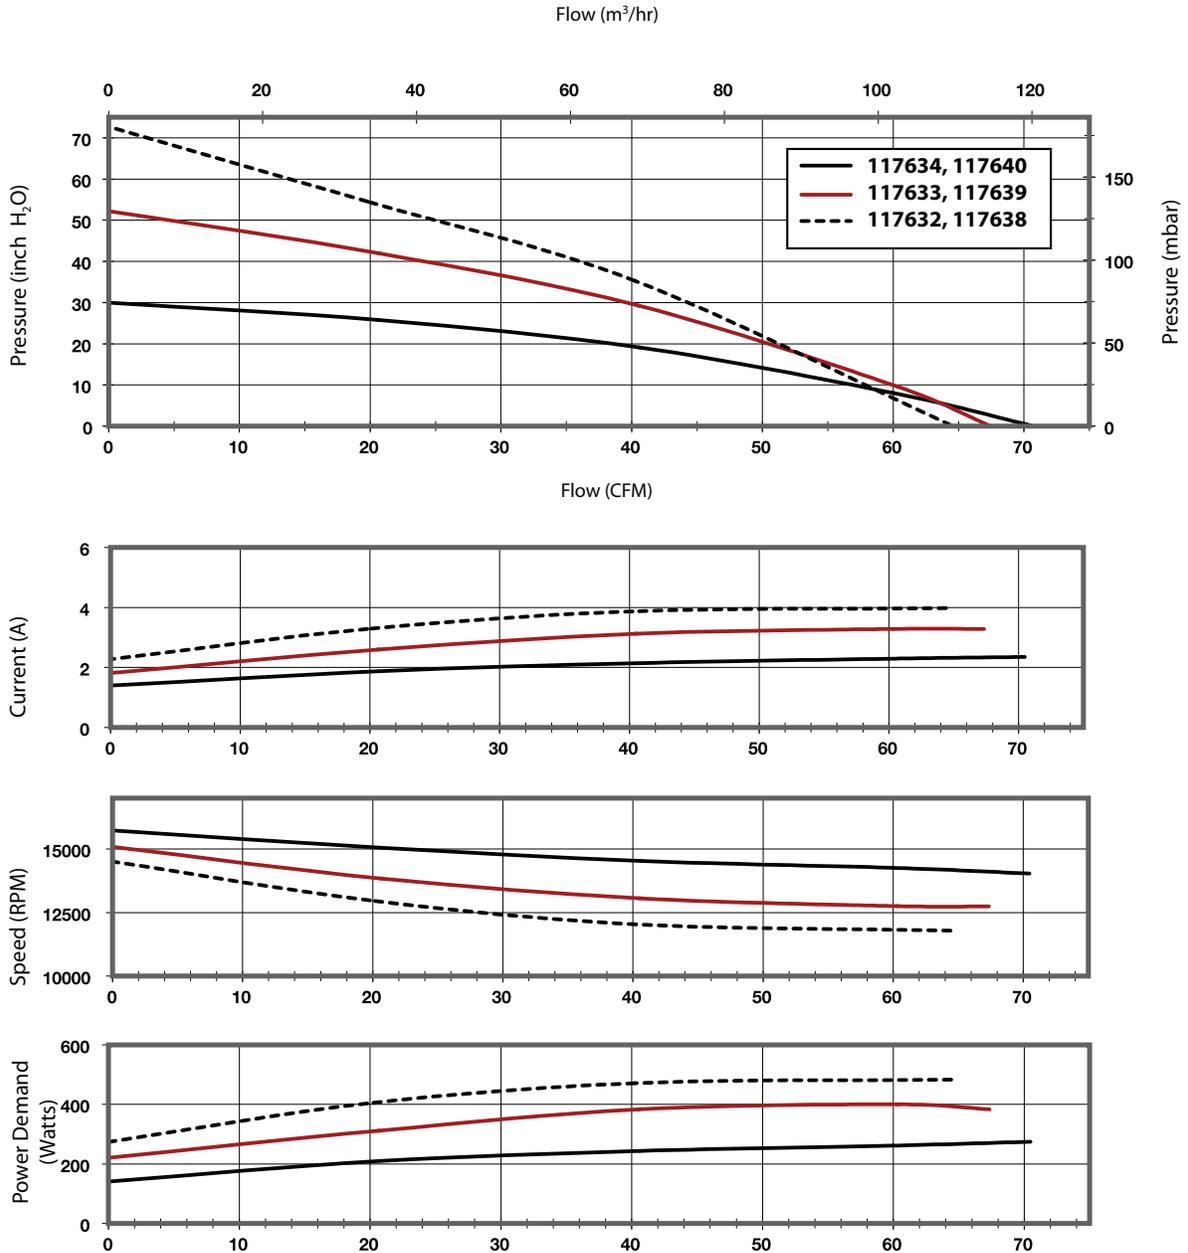 Flow (m³/hr)
0 20 40 60 80 100 120
70
60
50
40
30
20
10
0
Pressure (inch H₂O)
117634, 117640
117633, 117639
117632, 117638
150
100
50
0
Pressure (mbar)
0 10 20 30 40 50 60 70
Flow (CFM)
6
4
2
0
Current (A)
0 10 20 30 40 50 60 70
15000
12500
10000
Speed (RPM)
0 10 20 30 40 50 60 70
600
400
200
0
Power Demand
(Watts)
0 10 20 30 40 50 60 70